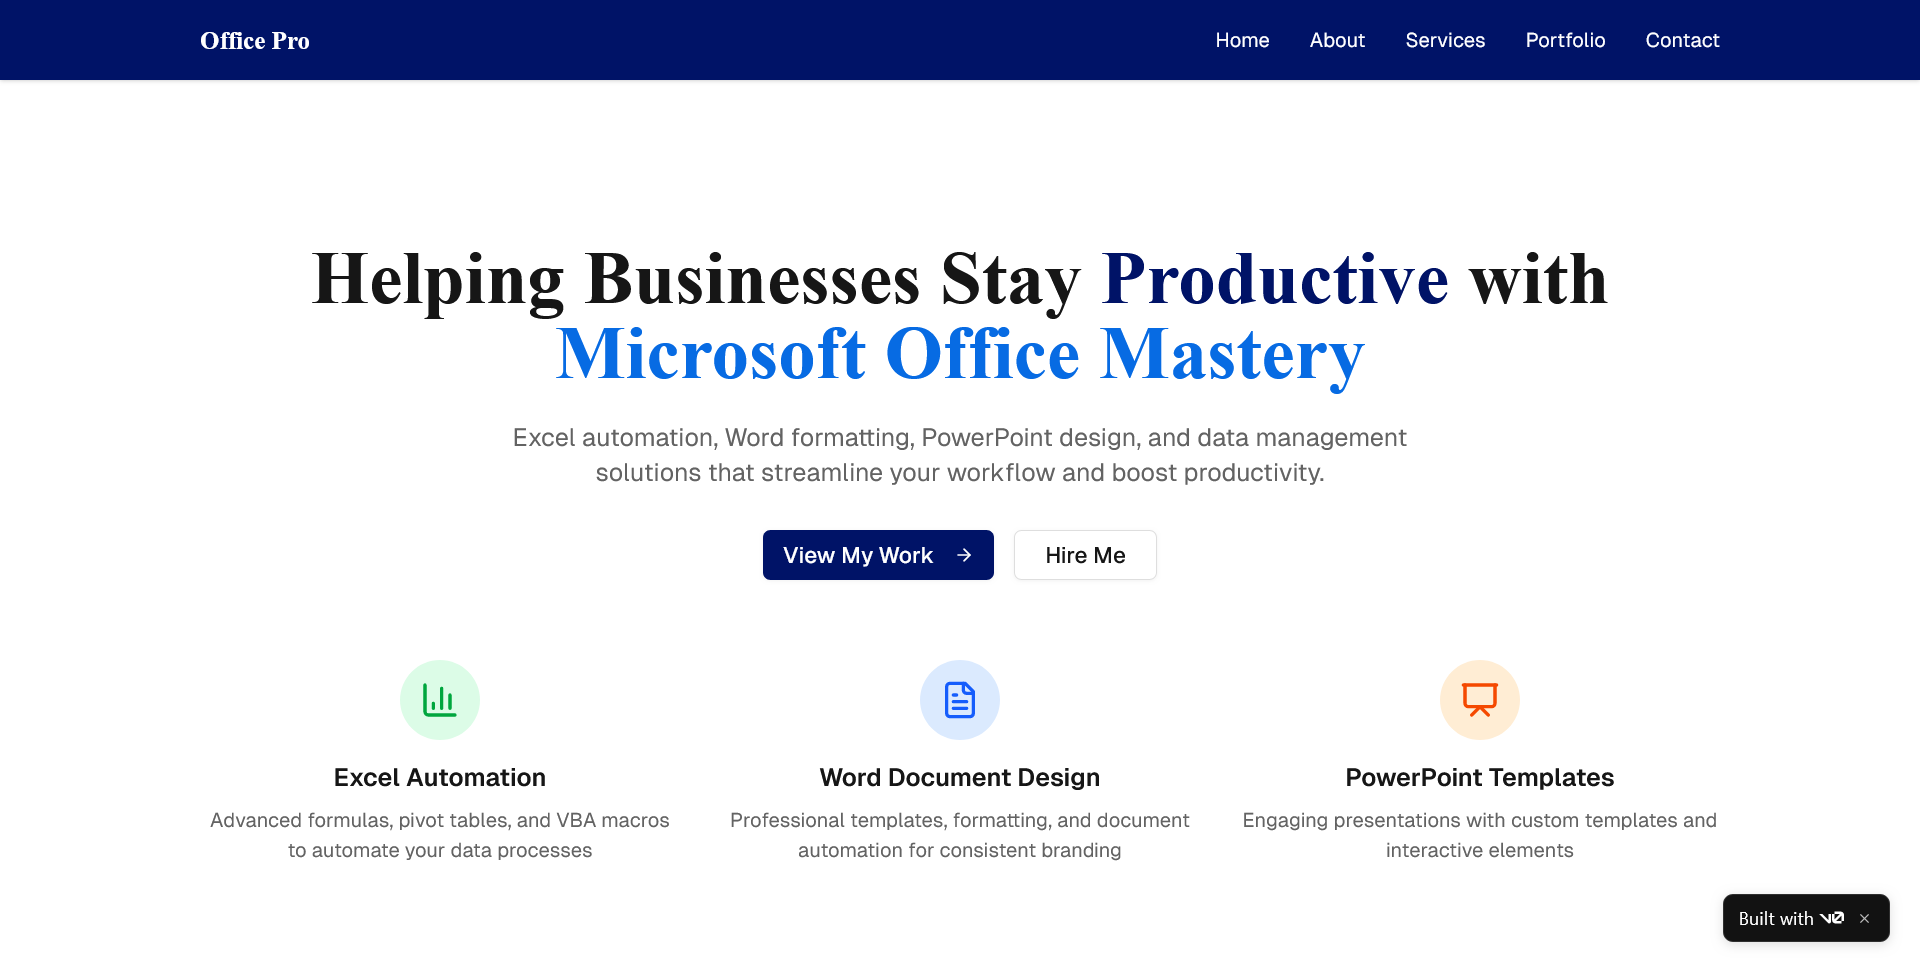 Office Pro
Home About Services Portfolio Contact
Helping Businesses Stay Productive with
Microsoft Office Mastery
Excel automation, Word formatting, PowerPoint design, and data management
solutions that streamline your workflow and boost productivity.
View My Work
Hire Me
Excel Automation
Advanced formulas, pivot tables, and VBA macros
to automate your data processes
Word Document Design
Professional templates, formatting, and document
automation for consistent branding
PowerPoint Templates
Engaging presentations with custom templates and
interactive elements
Built with v0